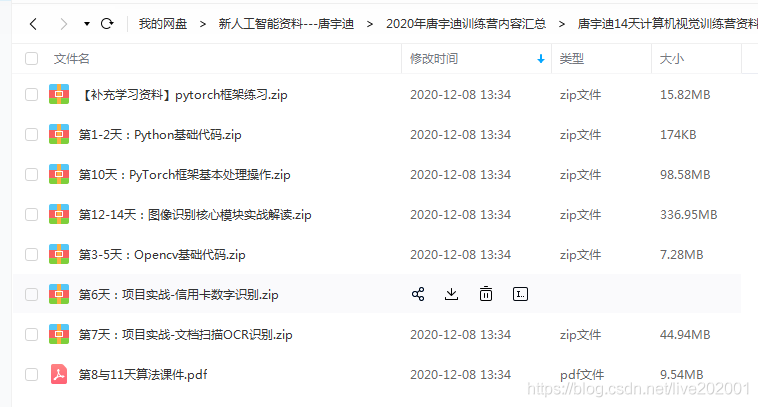 我的网盘 > 新人工智能资料---唐宇迪 > 2020年唐宇迪训练营内容汇总 > 唐宇迪14天计算机视觉训练营资料
文件名 修改时间 类型 大小
【补充学习资料】pytorch框架练习.zip 2020-12-08 13:34 zip文件 15.82MB
第1-2天：Python基础代码.zip 2020-12-08 13:34 zip文件 174KB
第10天：PyTorch框架基本处理操作.zip 2020-12-08 13:34 zip文件 98.58MB
第12-14天：图像识别核心模块实战解读.zip 2020-12-08 13:34 zip文件 336.95MB
第3-5天：Opencv基础代码.zip 2020-12-08 13:34 zip文件 7.28MB
第6天：项目实战-信用卡数字识别.zip
第7天：项目实战-文档扫描OCR识别.zip 2020-12-08 13:34 zip文件 44.94MB
第8与11天算法课件.pdf 2020-12-08 13:34 pdf文件 9.54MB
https://blog.csdn.net/live202001